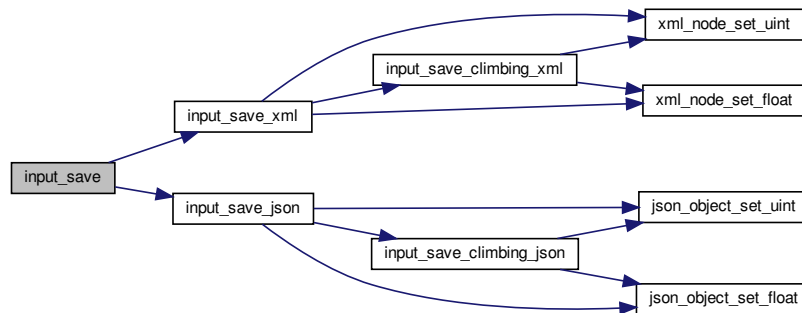 xml_node_set_uint
input_save_climbing_xml
xml_node_set_float
input_save_xml
input_save
input_save_json
json_object_set_uint
input_save_climbing_json
json_object_set_float